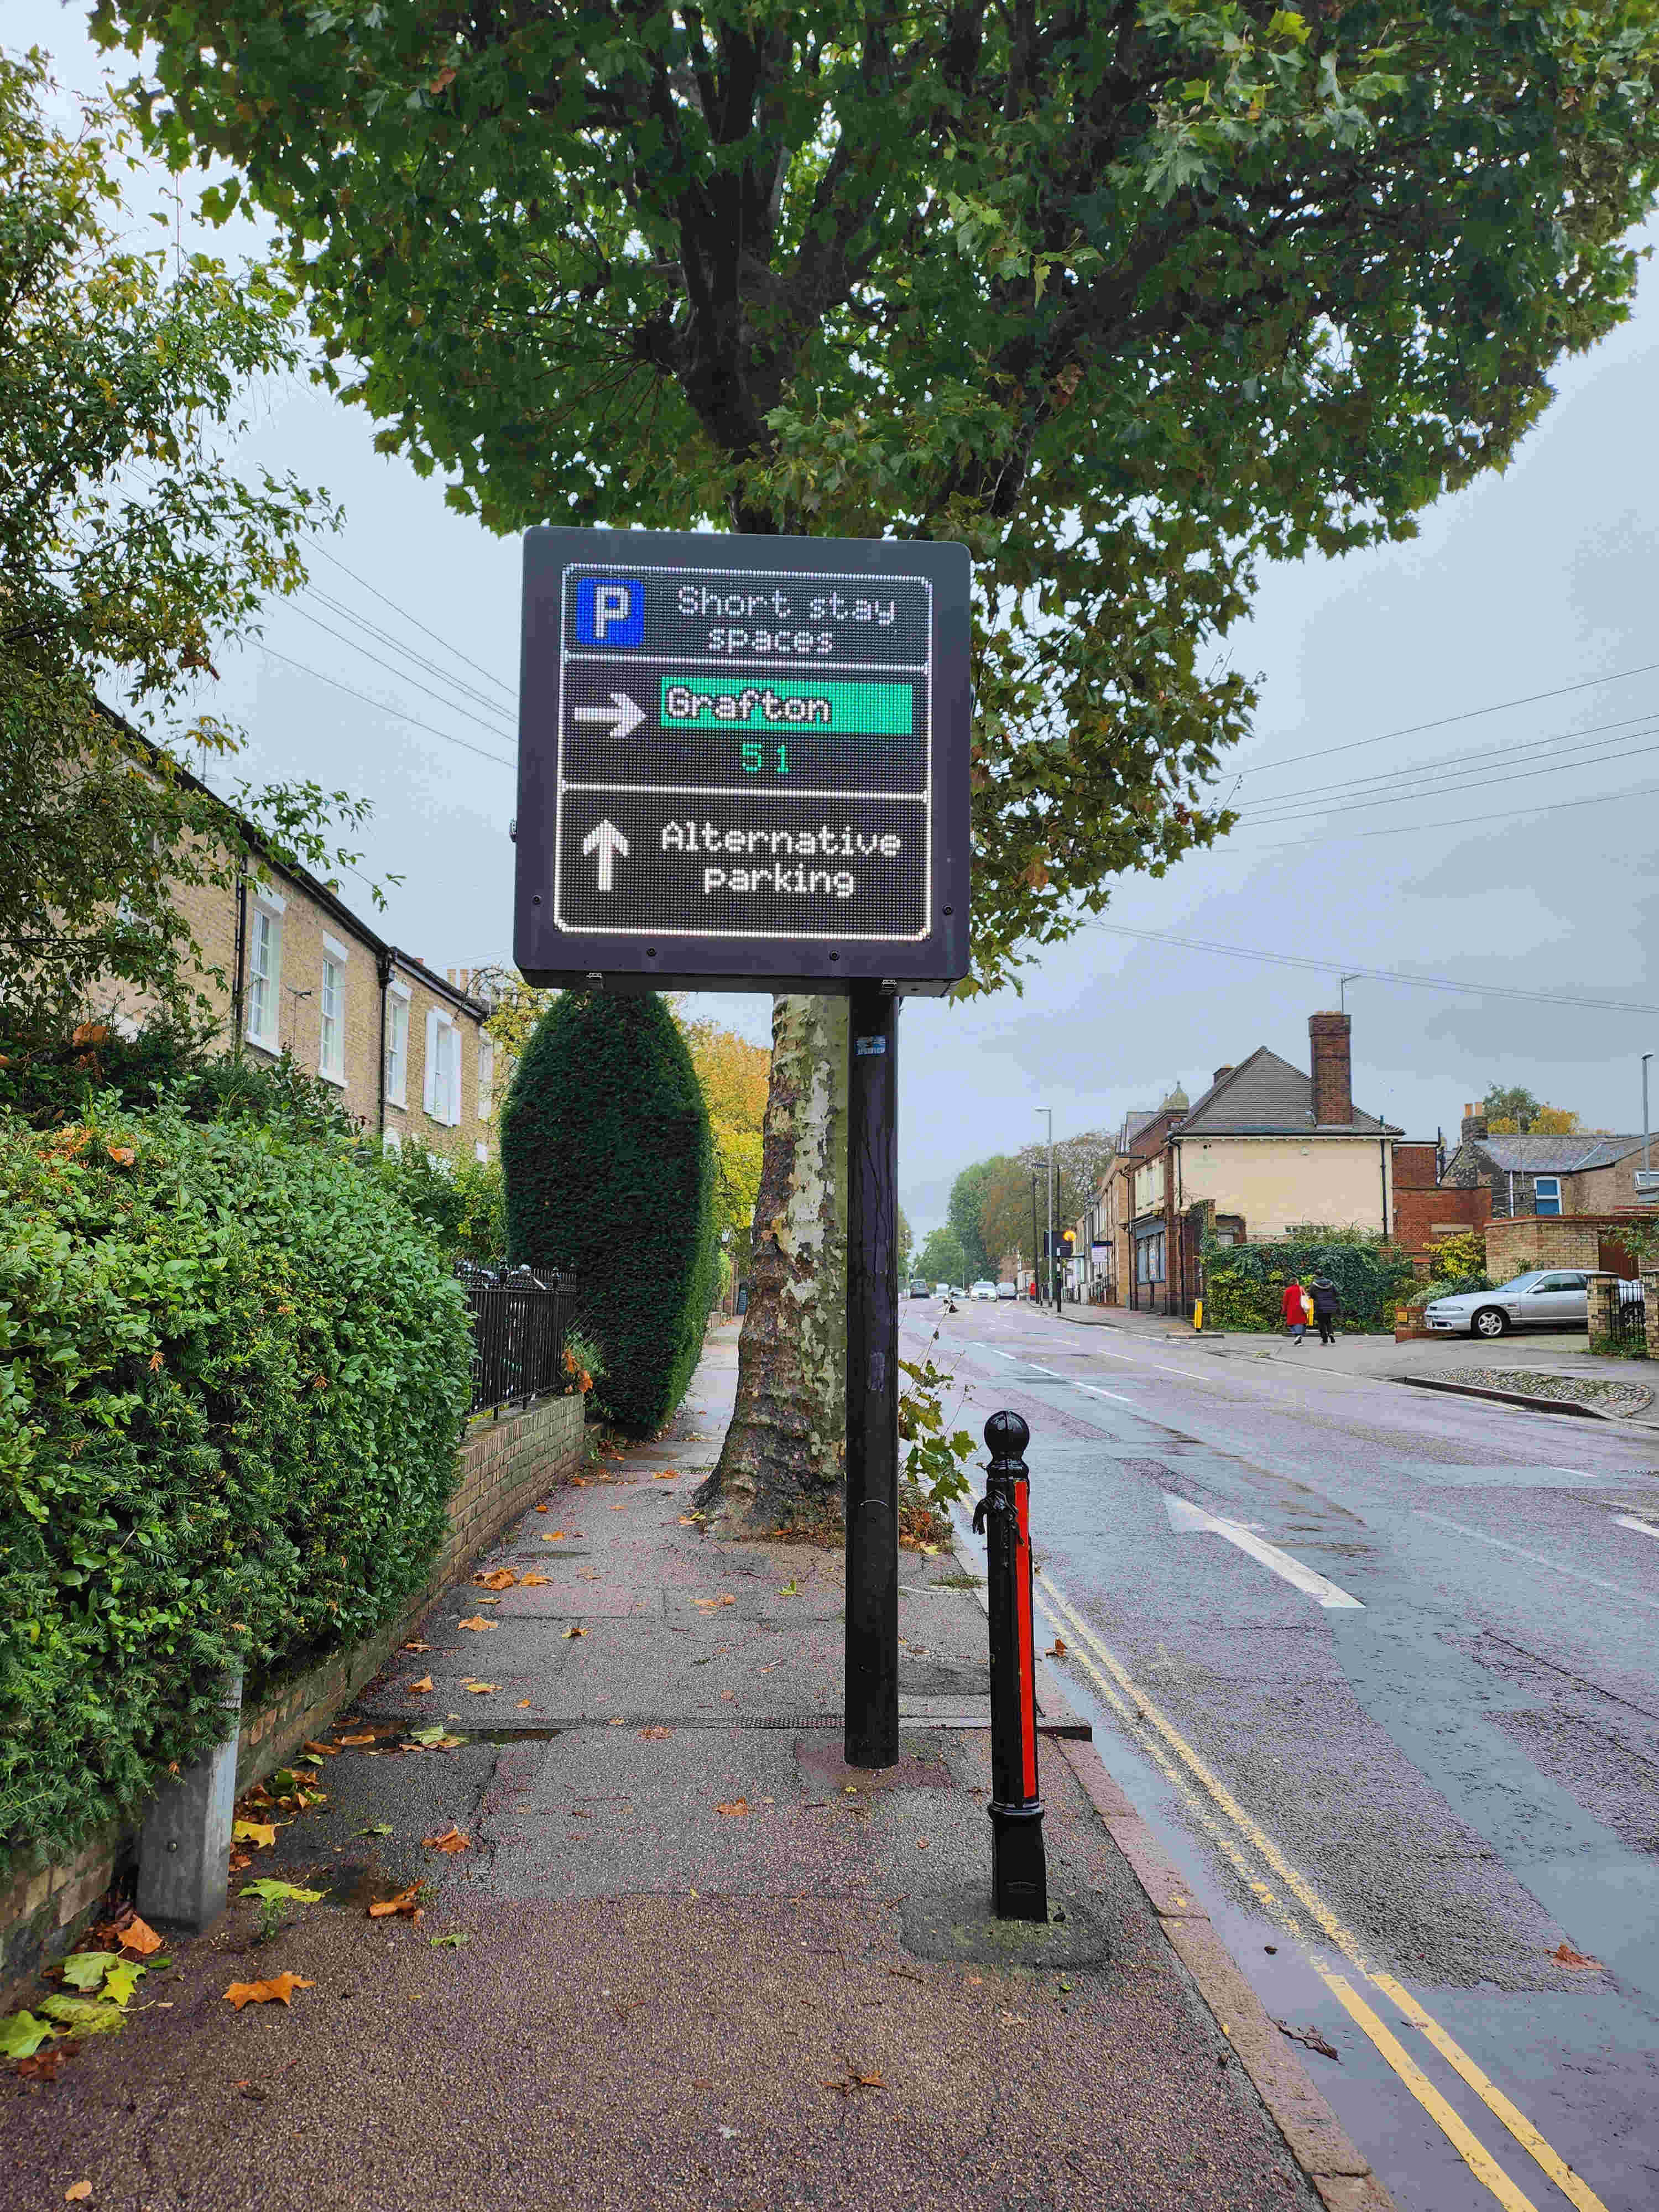 P Short stay
spaces
Grafton
51
Alternative
parking